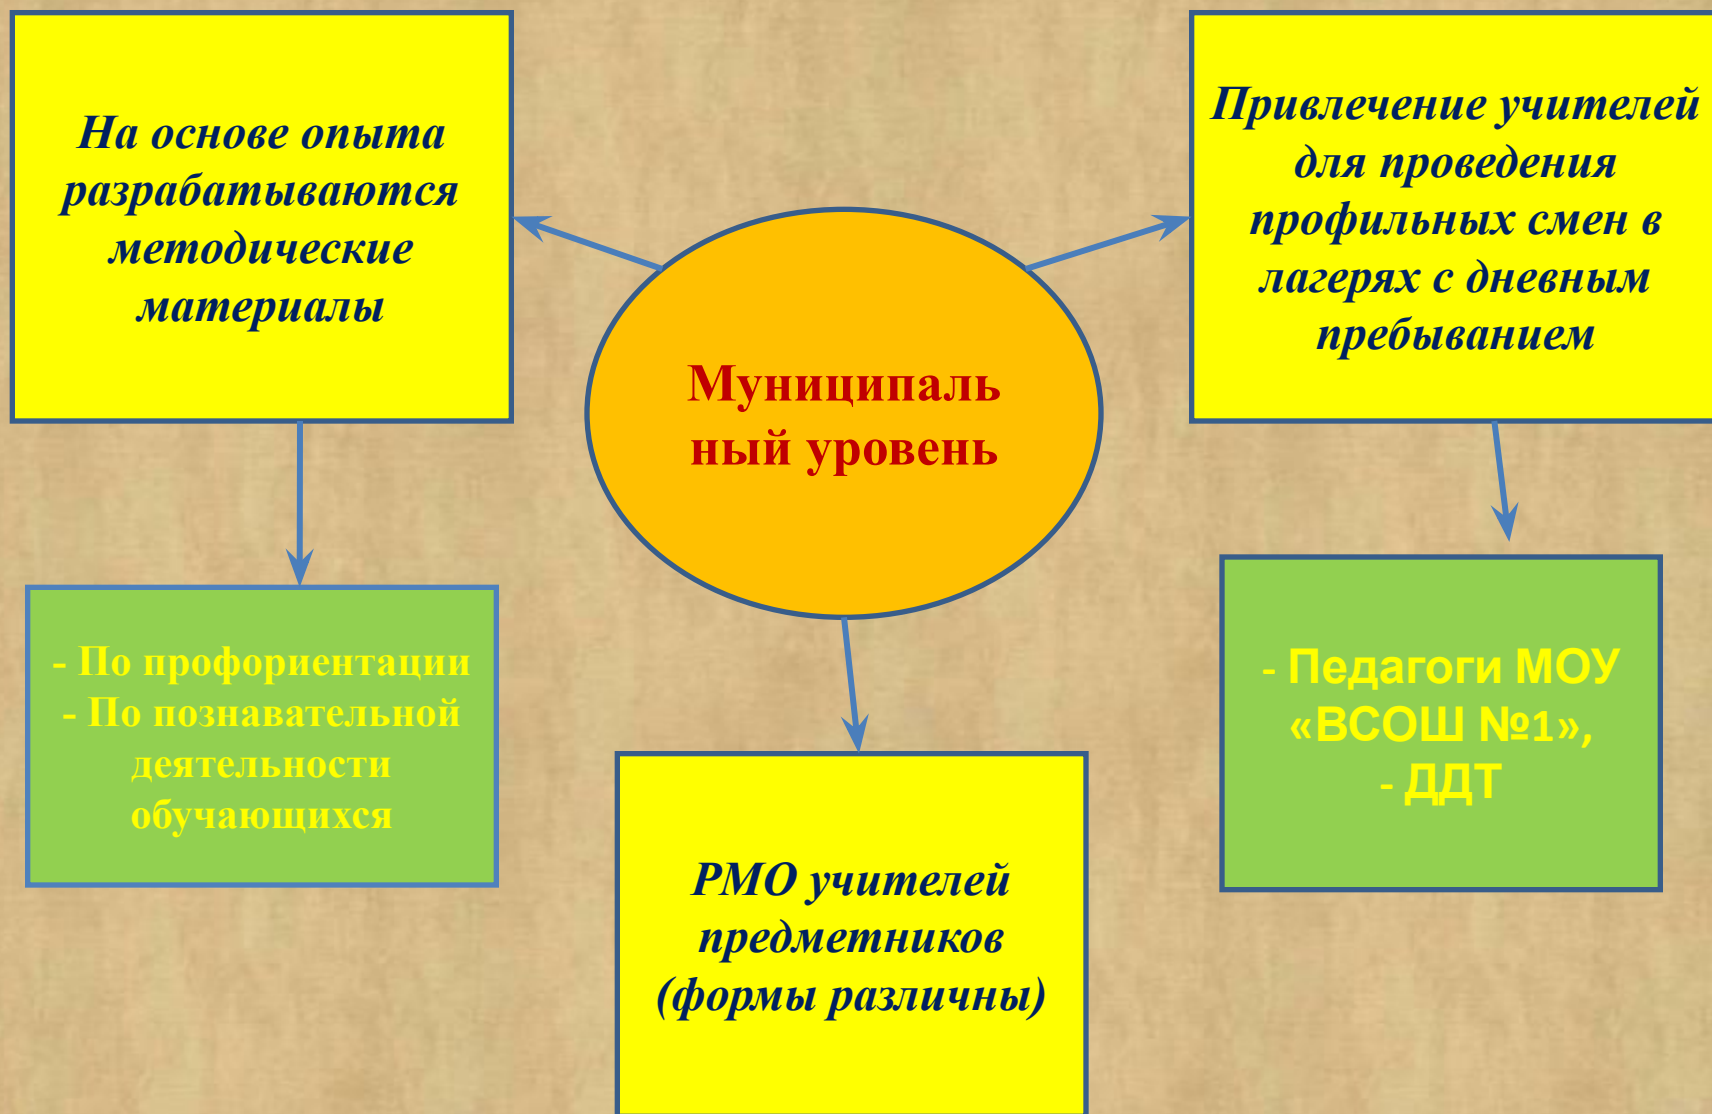 На основе опыта
разрабатываются
методические
материалы
Привлечение учителей
для проведения
профильных смен в
лагерях с дневным
пребыванием
Муниципаль
ный уровень
- По профориентации
- По познавательной
деятельности
обучающихся
РМО учителей
предметников
(формы различны)
- Педагоги МОУ
«ВСОШ №1»,
- ДДТ